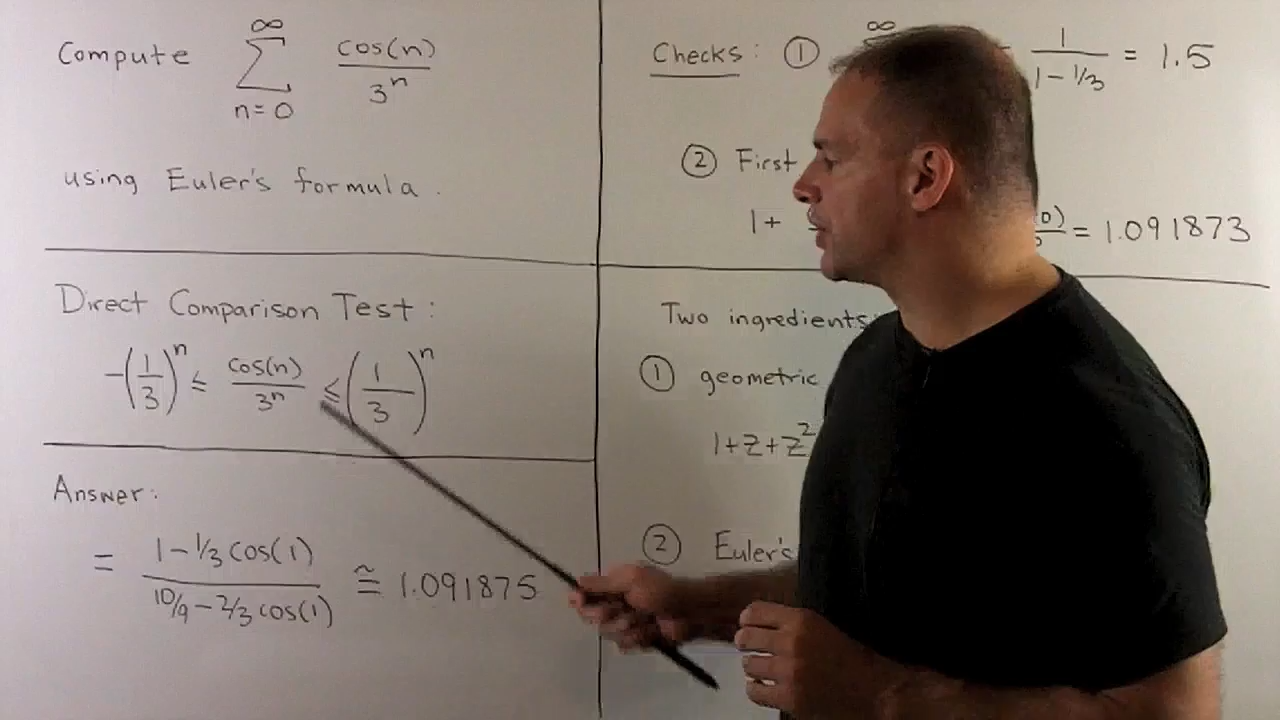 Compute ∞ ∑ n=0 cos(n)/3^n
using Euler's formula.
Direct Comparison Test:
-(1/3)^n ≤ cos(n)/3^n ≤ (1/3)^n
Answer:
= (1 - 1/3 cos(1))/(10/9 - 2/3 cos(1)) ≅ 1.091875
Checks: ① ∞ 1/(1 - 1/3) = 1.5
② First
1+ = 1.091873
Two ingredients:
① geometric
1+z+z^2
② Euler's